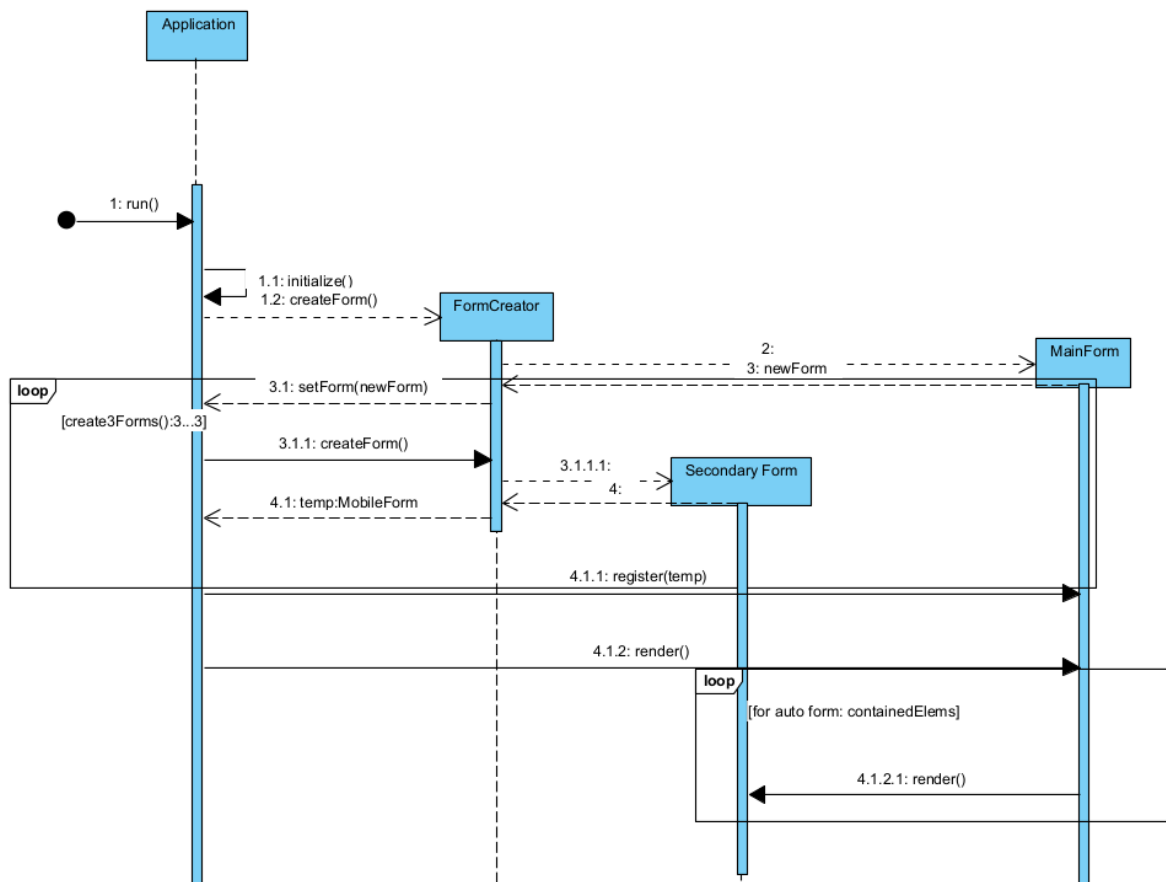 Application
1: run()
1.1: initialize()
1.2: createForm()
FormCreator
2:
MainForm
3: newForm
loop
3.1: setForm(newForm)
[create3Forms():3...3]
3.1.1: createForm()
3.1.1.1:
Secondary Form
4:
4.1: temp:MobileForm
4.1.1: register(temp)
4.1.2: render()
loop
[for auto form: containedElems]
4.1.2.1: render()